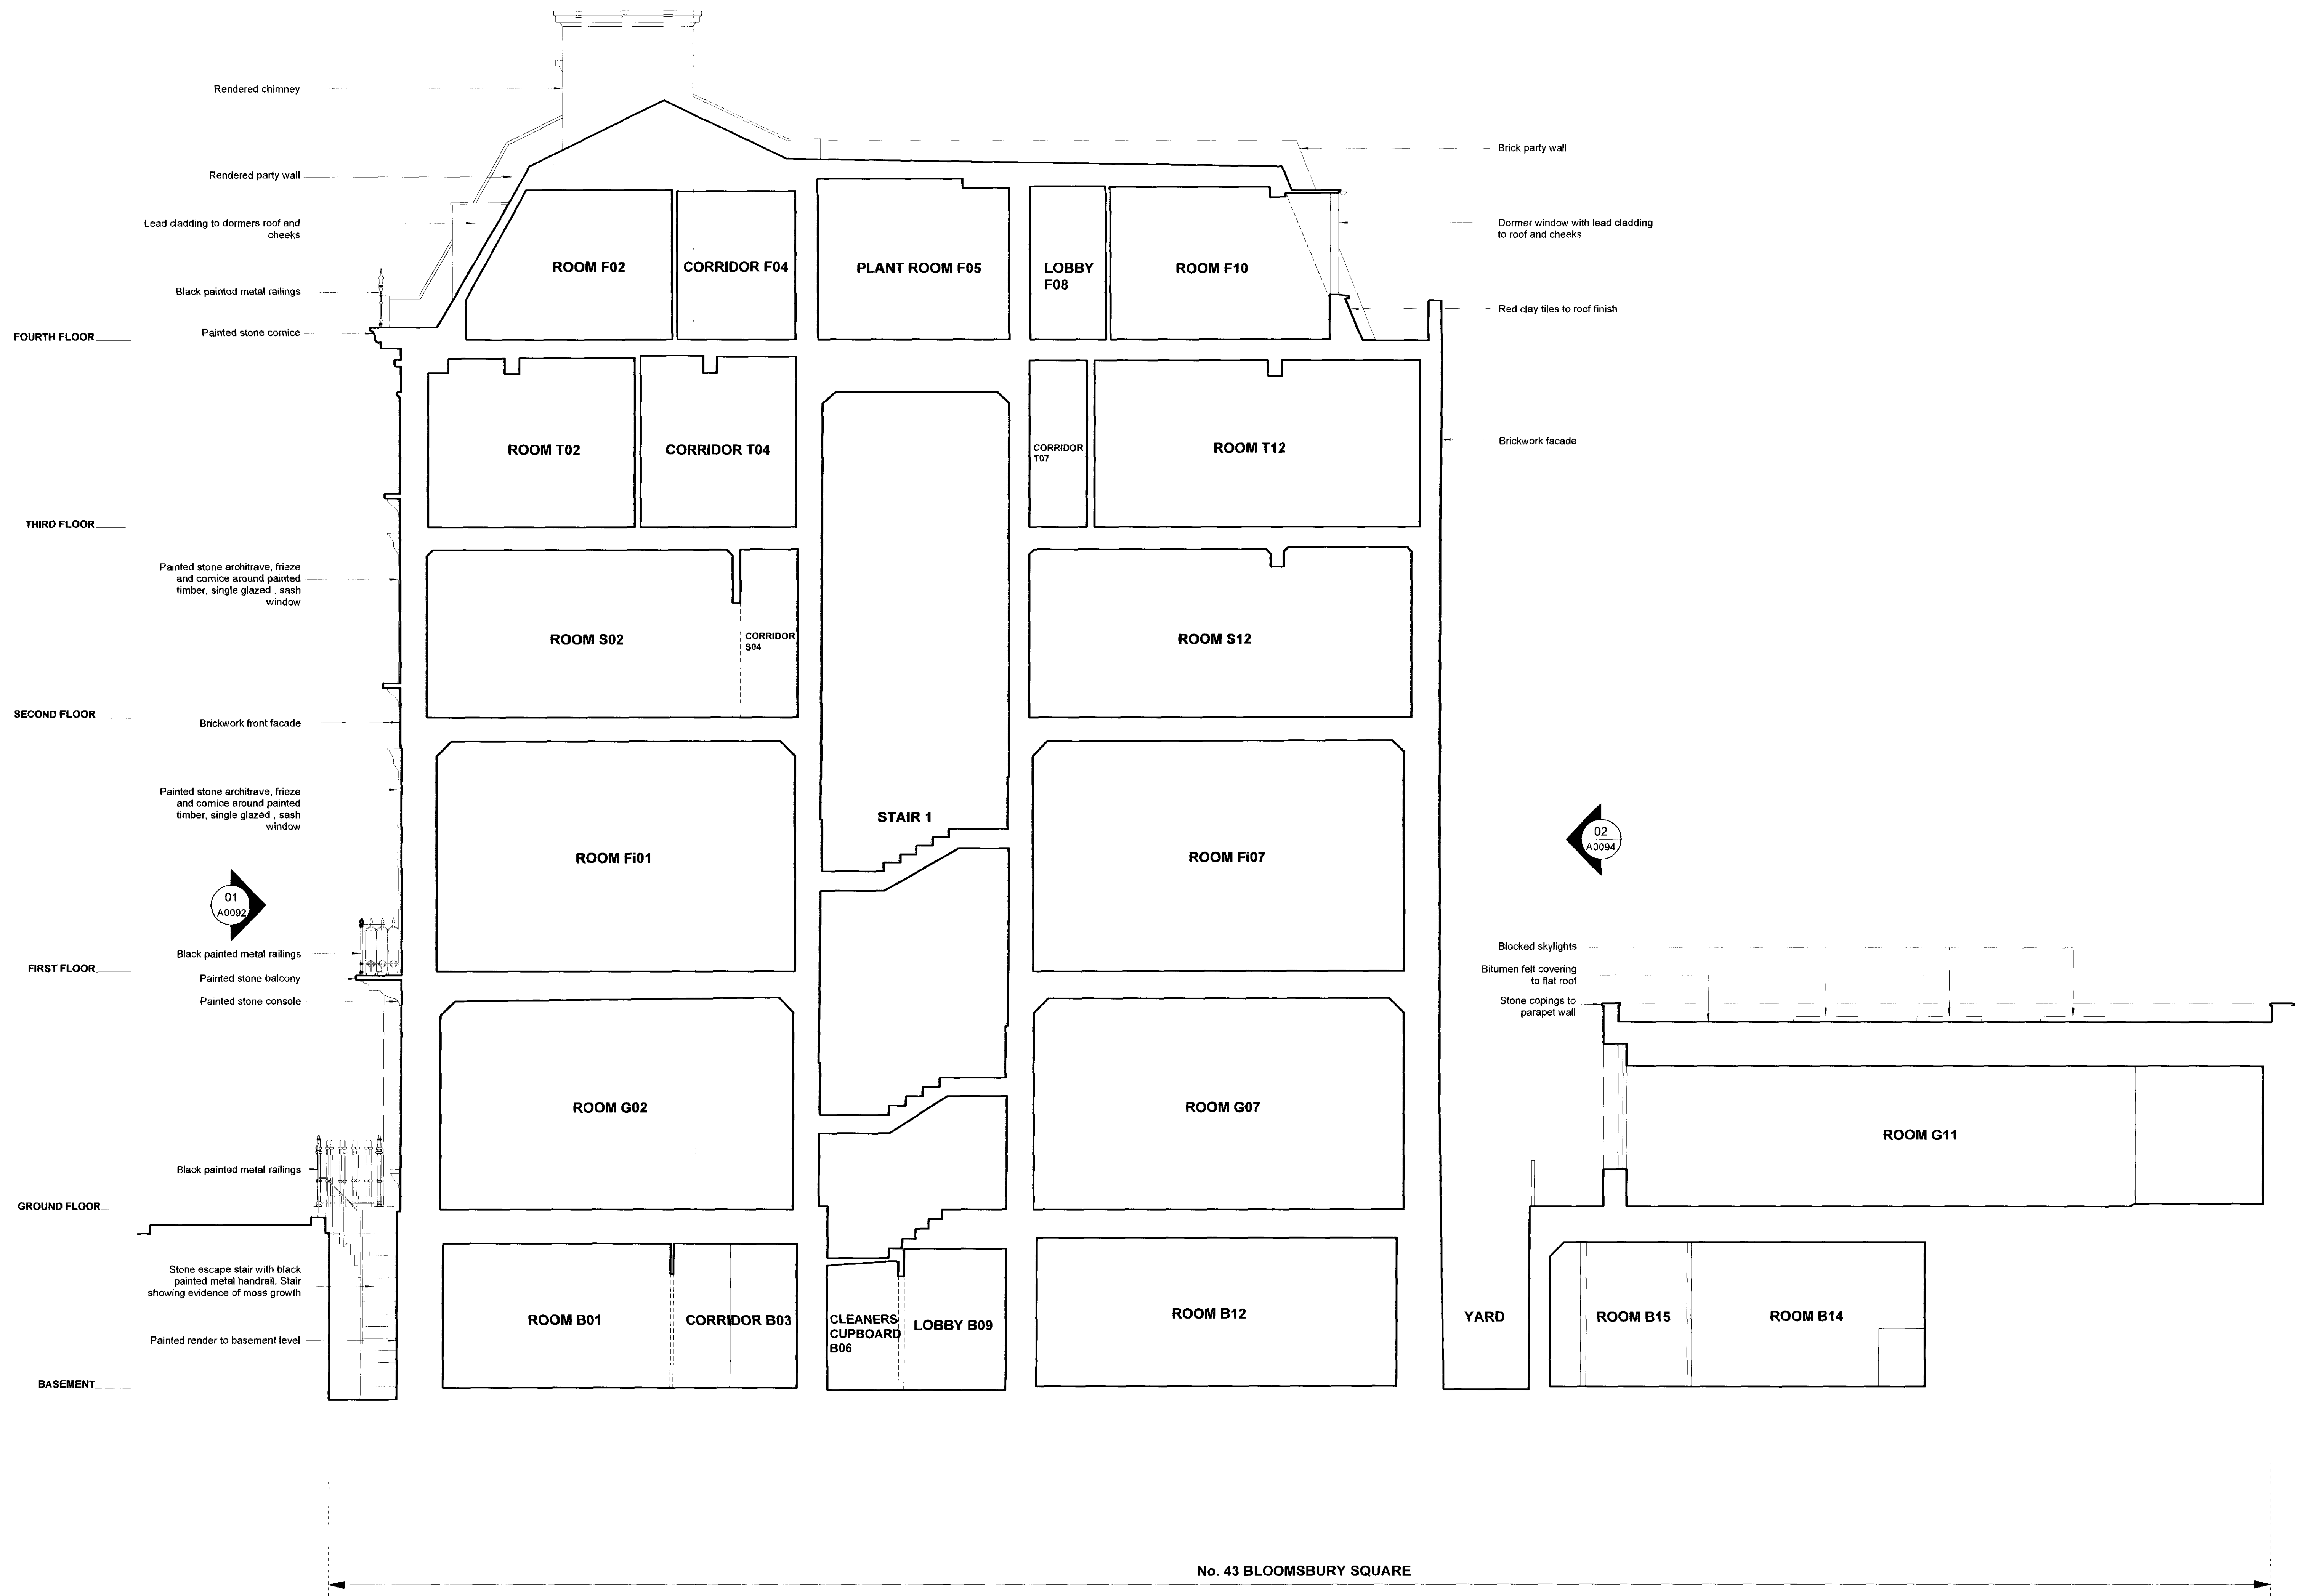 Rendered chimney
Brick party wall
Rendered party wall
Lead cladding to dormers roof and
cheeks
Dormer window with lead cladding
to roof and cheeks
ROOM F02
CORRIDOR F04
PLANT ROOM F05
LOBBY
F08
ROOM F10
Black painted metal railings
Red clay tiles to roof finish
Painted stone cornice
FOURTH FLOOR
ROOM T02
CORRIDOR T04
CORRIDOR
T07
ROOM T12
Brickwork facade
THIRD FLOOR
Painted stone architrave, frieze
and cornice around painted
timber, single glazed , sash
window
ROOM S02
CORRIDOR
S04
ROOM S12
SECOND FLOOR
Brickwork front facade
Painted stone architrave, frieze
and cornice around painted
timber, single glazed , sash
window
STAIR 1
ROOM Fi01
ROOM Fi07
02
A0094
01
A0092
Black painted metal railings
Blocked skylights
FIRST FLOOR
Painted stone balcony
Bitumen felt covering
to flat roof
Painted stone console
Stone copings to
parapet wall
ROOM G02
ROOM G07
ROOM G11
Black painted metal railings
GROUND FLOOR
Stone escape stair with black
painted metal handrail. Stair
showing evidence of moss growth
ROOM B01
CORRIDOR B03
CLEANERS
CUPBOARD
B06
LOBBY B09
ROOM B12
YARD
ROOM B15
ROOM B14
Painted render to basement level
BASEMENT
No. 43 BLOOMSBURY SQUARE